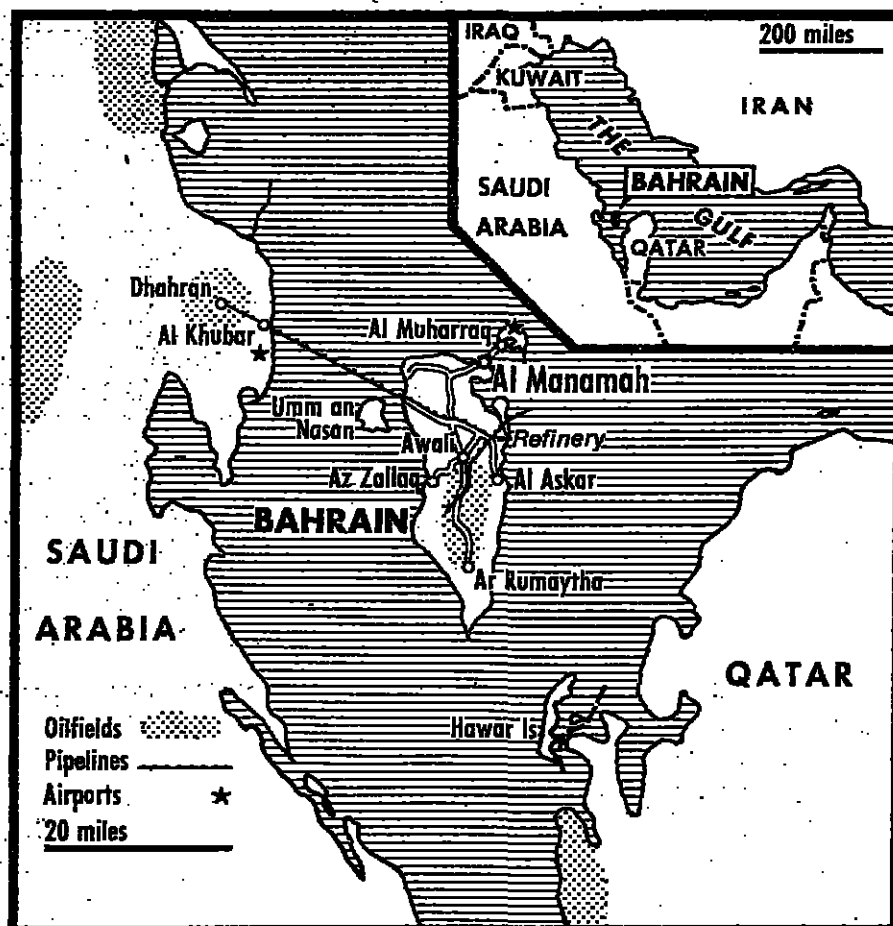 IRAQ
200 miles
KUWAIT
IRAN
THE
SAUDI
ARABIA
BAHRAIN
GULF
QATAR
Dhahran
Al Khubar
Al Muharraq
Al Manamah
Umm an
Nasan
Awali
Refinery
Az Zallaq
Al Askar
BAHRAIN
Ar Rumaytha
SAUDI
ARABIA
QATAR
Hawar Is
Oilfields
Pipelines
Airports
20 miles